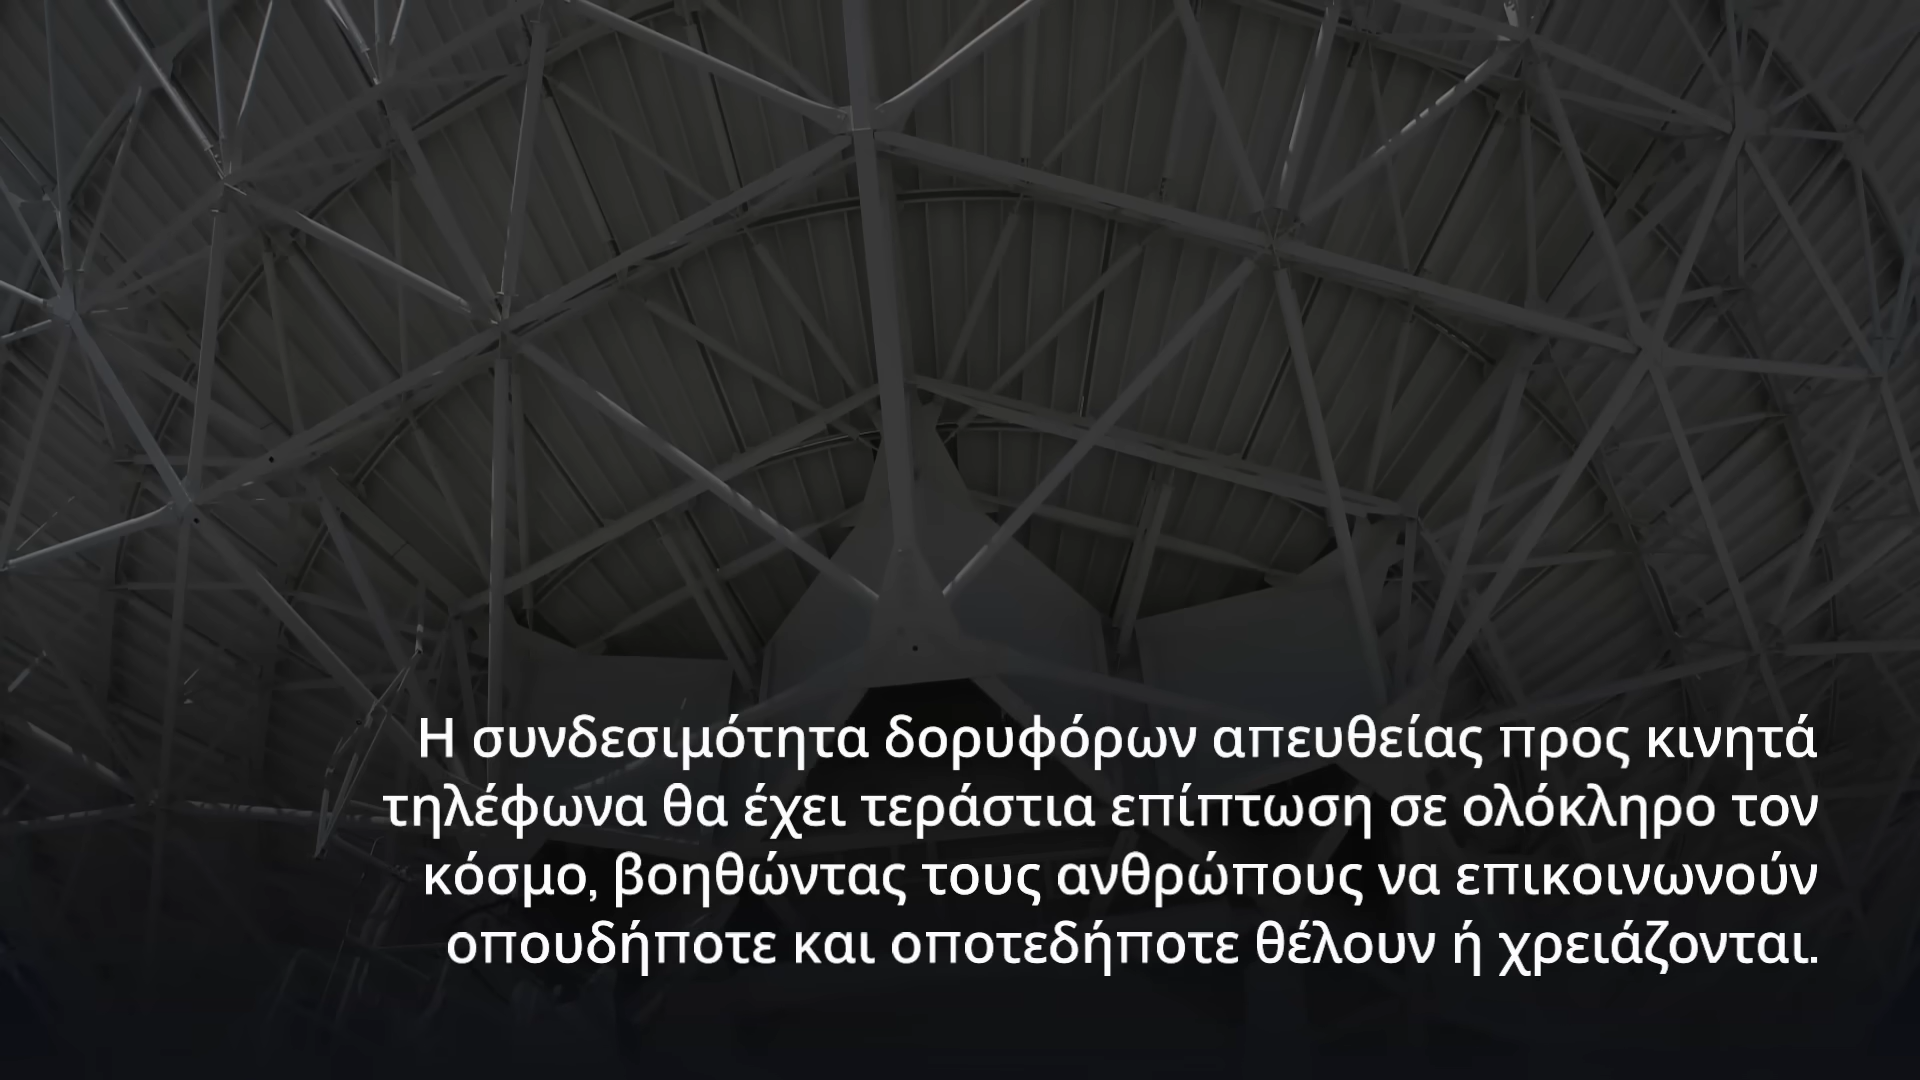 Η συνδεσιμότητα δορυφόρων απευθείας προς κινητά
τηλέφωνα θα έχει τεράστια επίπτωση σε ολόκληρο τον
κόσμο, βοηθώντας τους ανθρώπους να επικοινωνούν
οπουδήποτε και οποτεδήποτε θέλουν ή χρειάζονται.